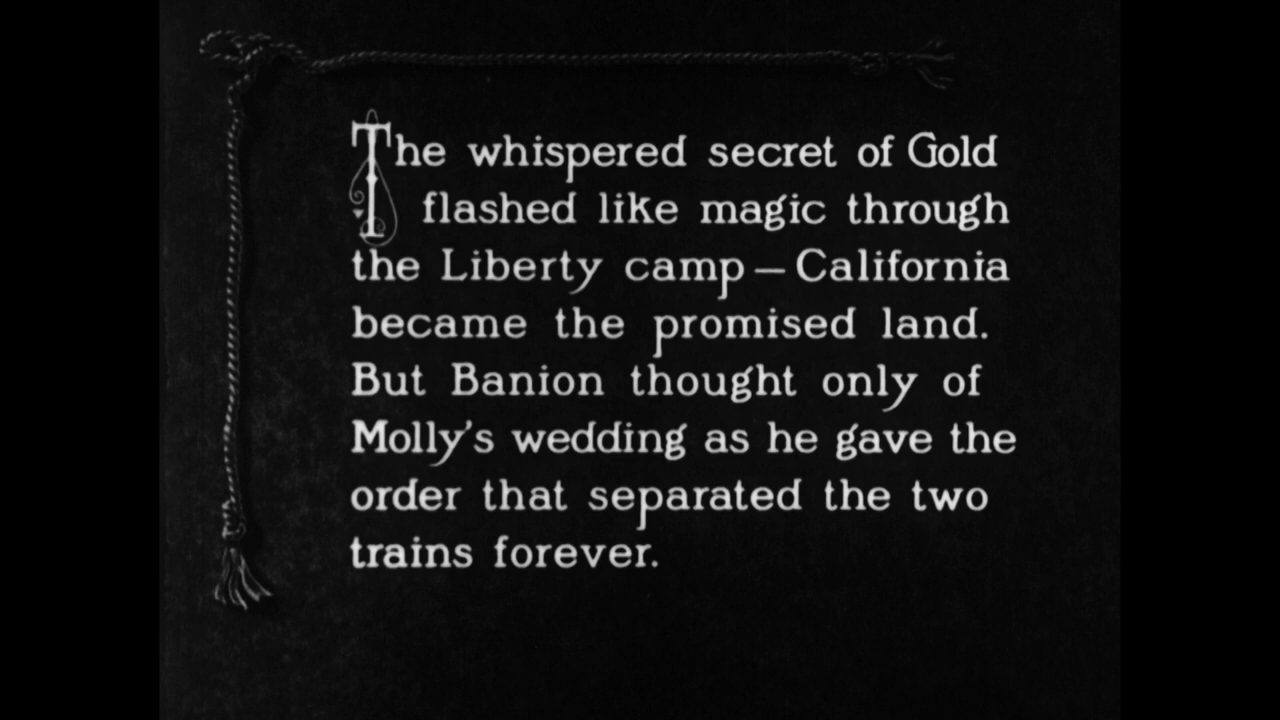 The whispered secret of Gold
flashed like magic through
the Liberty camp — California
became the promised land.
But Banion thought only of
Molly's wedding as he gave the
order that separated the two
trains forever.